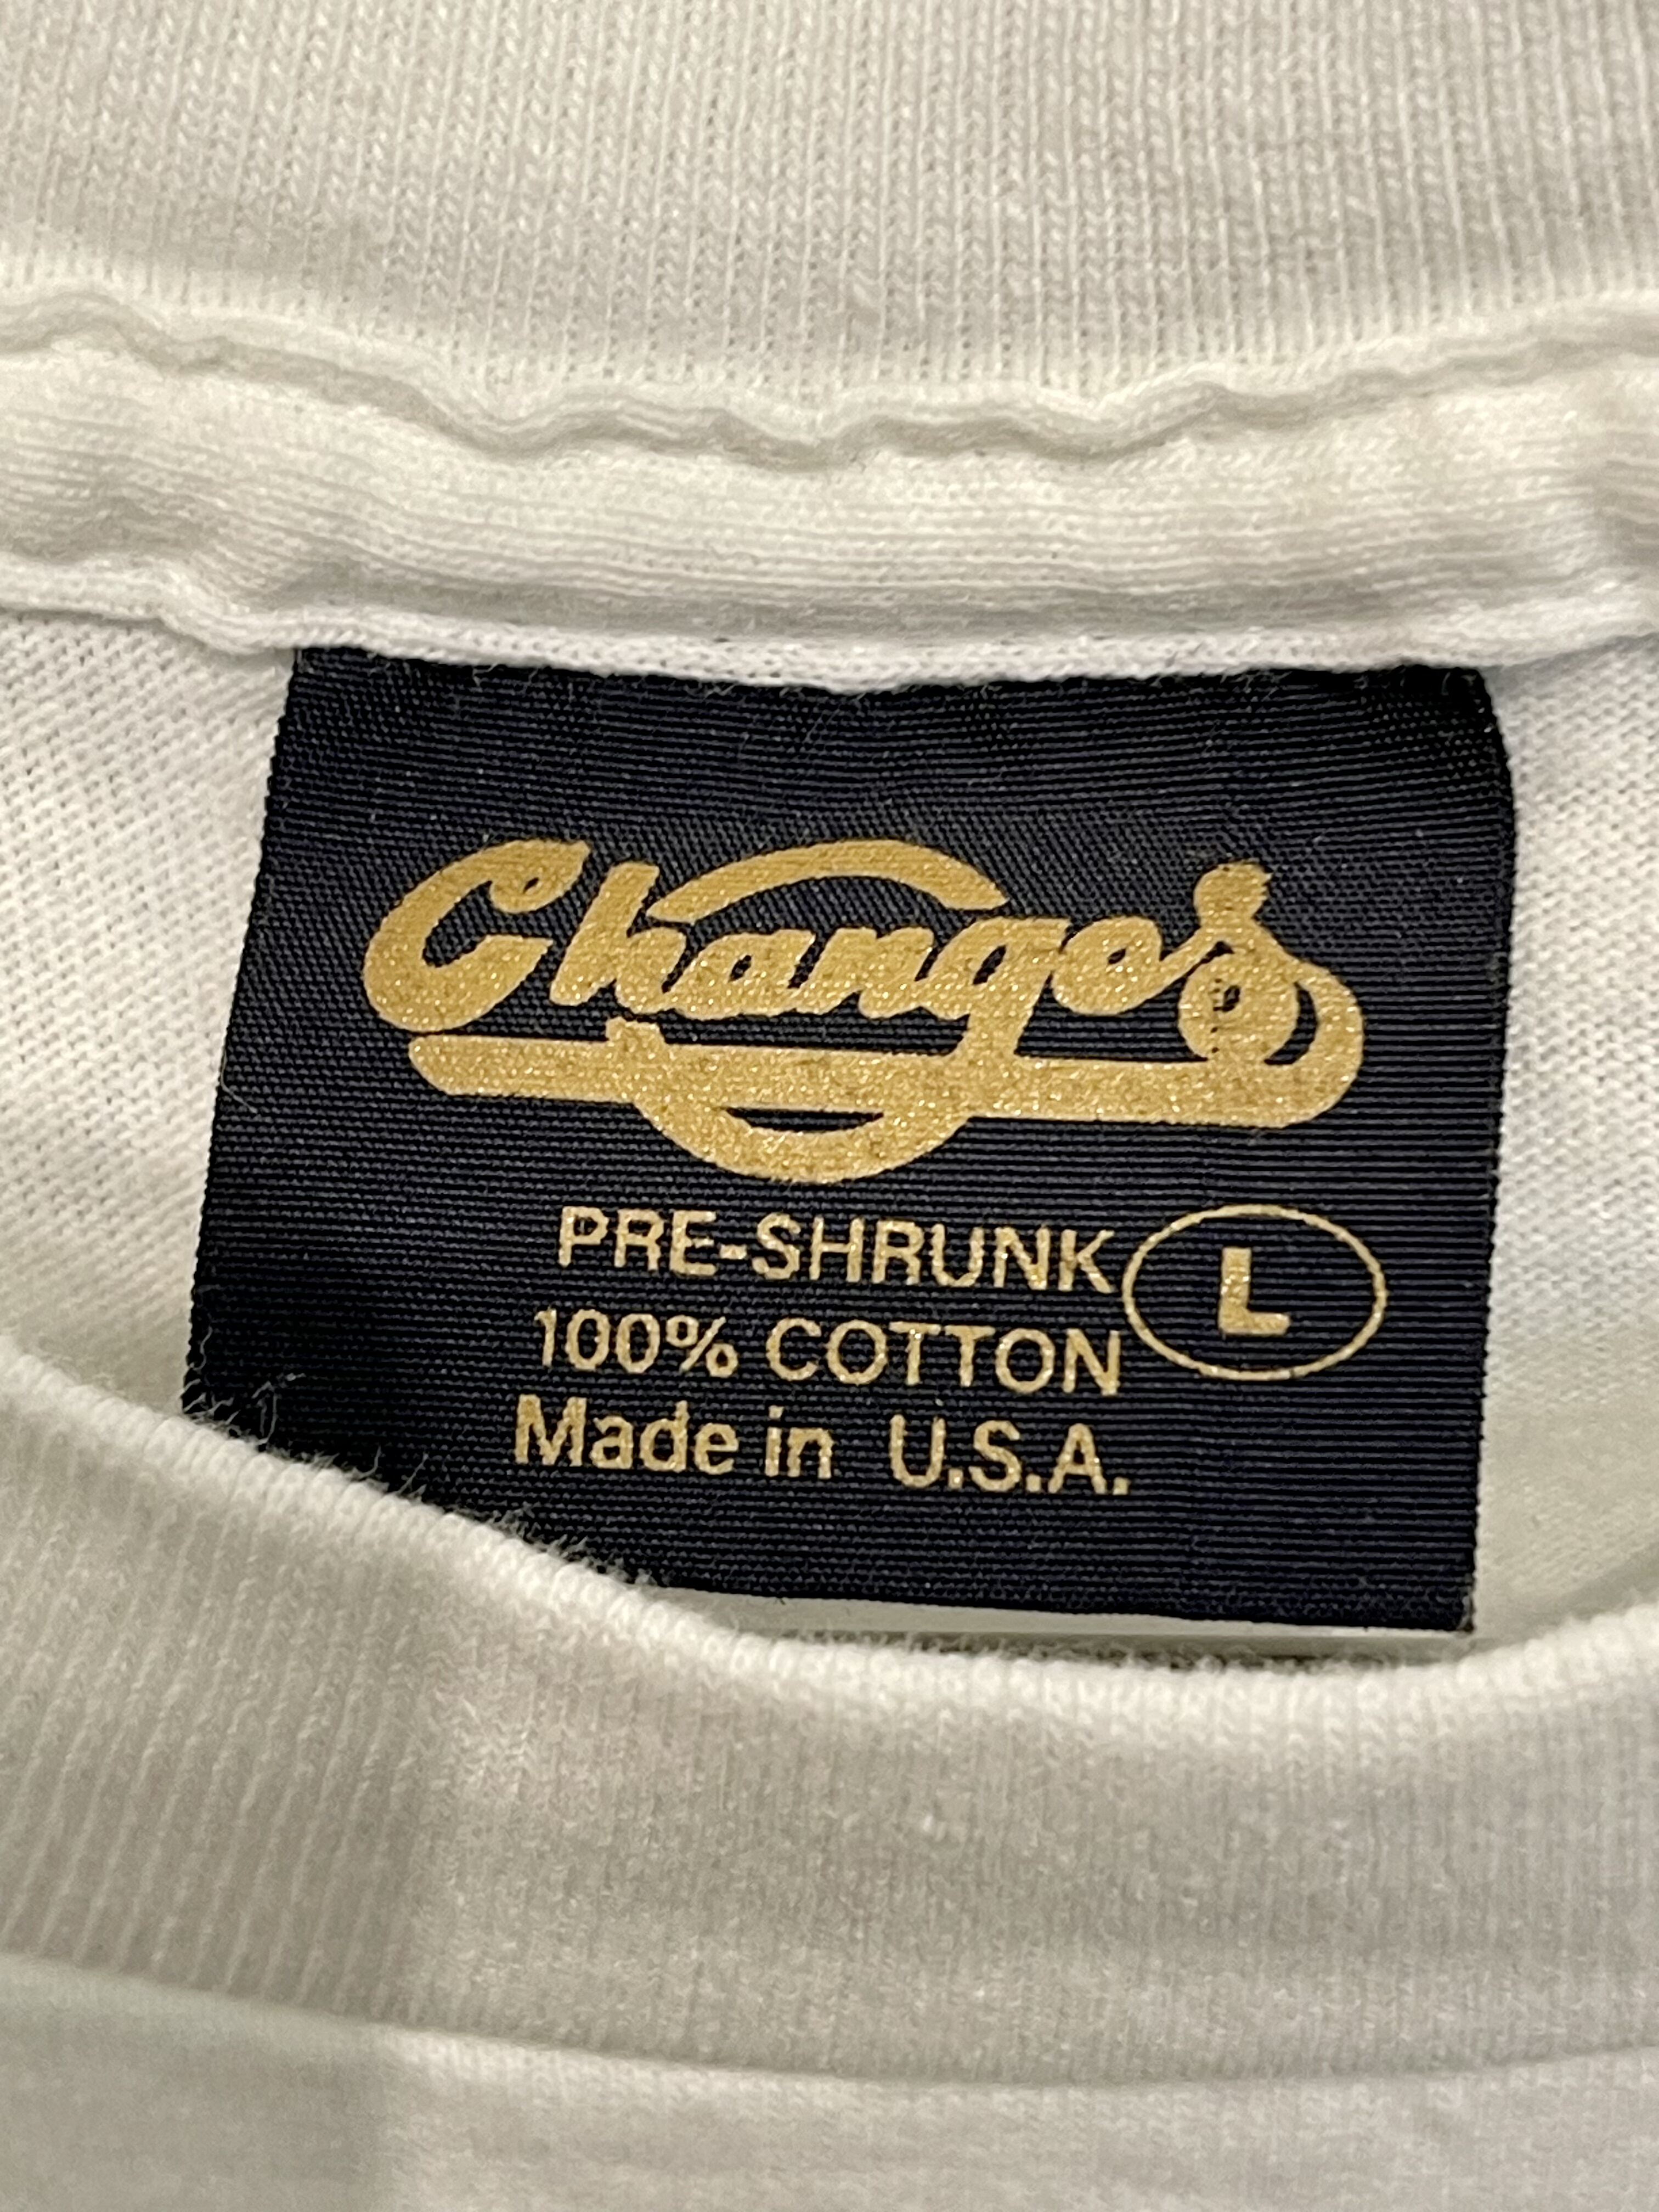 Changes
PRE-SHRUNK
L
100% COTTON
Made in U.S.A.